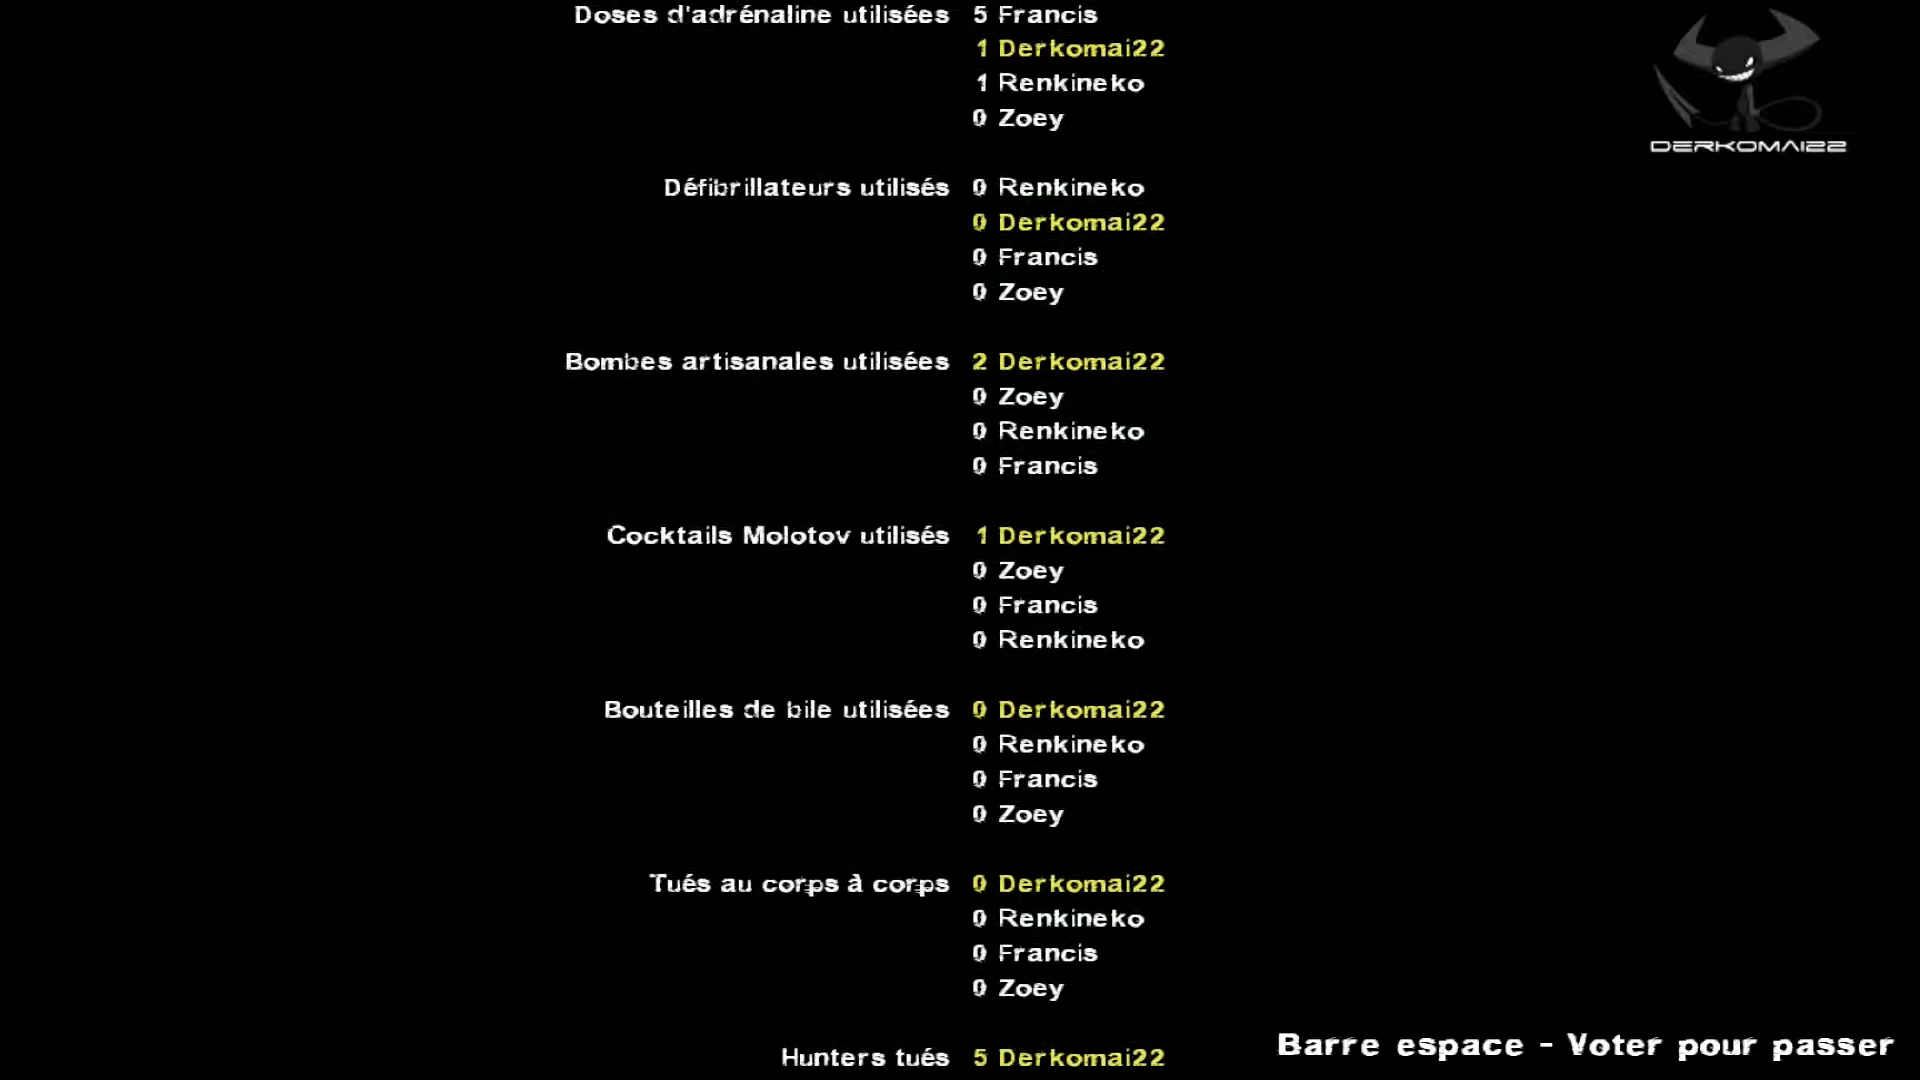 Doses d'adrénaline utilisées 5 Francis
1 Derkomai22
1 Renkineko
0 Zoey
DERKOMAI22
Défibrillateurs utilisés 0 Renkineko
0 Derkomai22
0 Francis
0 Zoey
Bombes artisanales utilisées 2 Derkomai22
0 Zoey
0 Renkineko
0 Francis
Cocktails Molotov utilisés 1 Derkomai22
0 Zoey
0 Francis
0 Renkineko
Bouteilles de bile utilisées 0 Derkomai22
0 Renkineko
0 Francis
0 Zoey
Tués au corps à corps 0 Derkomai22
0 Renkineko
0 Francis
0 Zoey
Hunters tués 5 Derkomai22
Barre espace - Voter pour passer